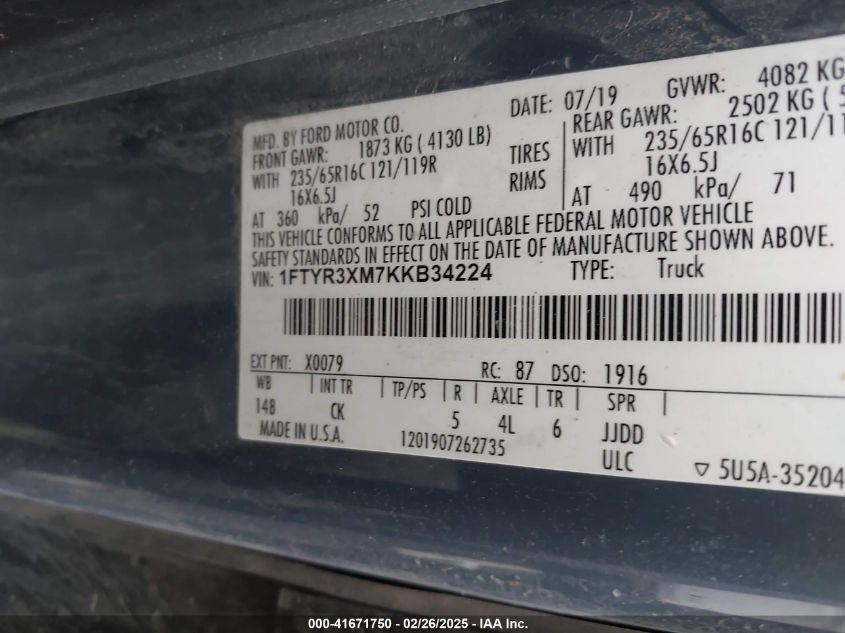 MFD. BY FORD MOTOR CO. DATE: 07/19 GVWR: 4082 KG
FRONT GAWR: 1873 KG ( 4130 LB) REAR GAWR: 2502 KG (
WITH 235/65R16C 121/119R TIRES WITH 235/65R16C
16X6.5J RIMS 16X6.5J
AT 360 kPa/ 52 PSI COLD AT 490 kPa/ 71
THIS VEHICLE CONFORMS TO ALL APPLICABLE FEDERAL MOTOR VEHICLE
SAFETY STANDARDS IN EFFECT ON THE DATE OF MANUFACTURE SHOWN ABOVE.
VIN: 1FTYR3XM7KKB34224 TYPE: Truck
EXT PNT: X0079 RC: 87 DSO: 1916
WB | INT TR | TP/PS | R | AXLE | TR | SPR |
148 CK 5 4L 6 JJDD
MADE IN U.S.A. 1201907262735 ULC ▽ 5U5A-35204
000-41671750 - 02/26/2025 - IAA Inc.